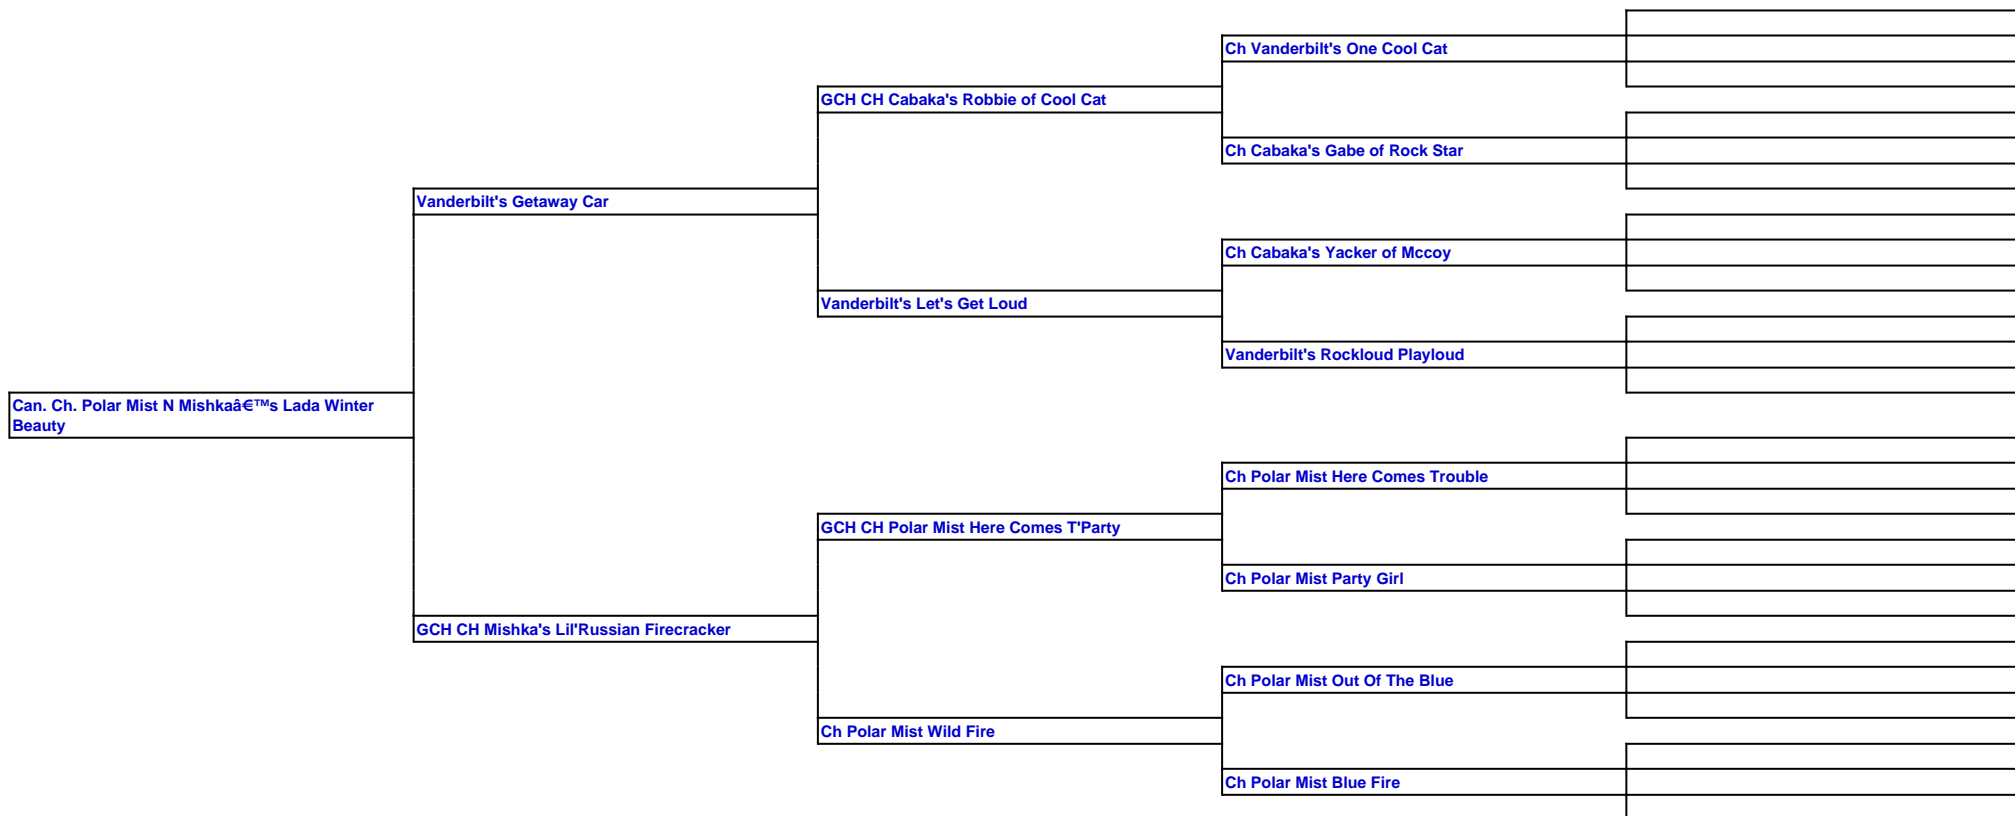 Ch Vanderbilt's One Cool Cat
GCH CH Cabaka's Robbie of Cool Cat
Ch Cabaka's Gabe of Rock Star
Vanderbilt's Getaway Car
Ch Cabaka's Yacker of Mccoy
Vanderbilt's Let's Get Loud
Vanderbilt's Rockloud Playloud
Can. Ch. Polar Mist N Mishkaâ€™s Lada Winter
Beauty
Ch Polar Mist Here Comes Trouble
GCH CH Polar Mist Here Comes T'Party
Ch Polar Mist Party Girl
GCH CH Mishka's Lil'Russian Firecracker
Ch Polar Mist Out Of The Blue
Ch Polar Mist Wild Fire
Ch Polar Mist Blue Fire